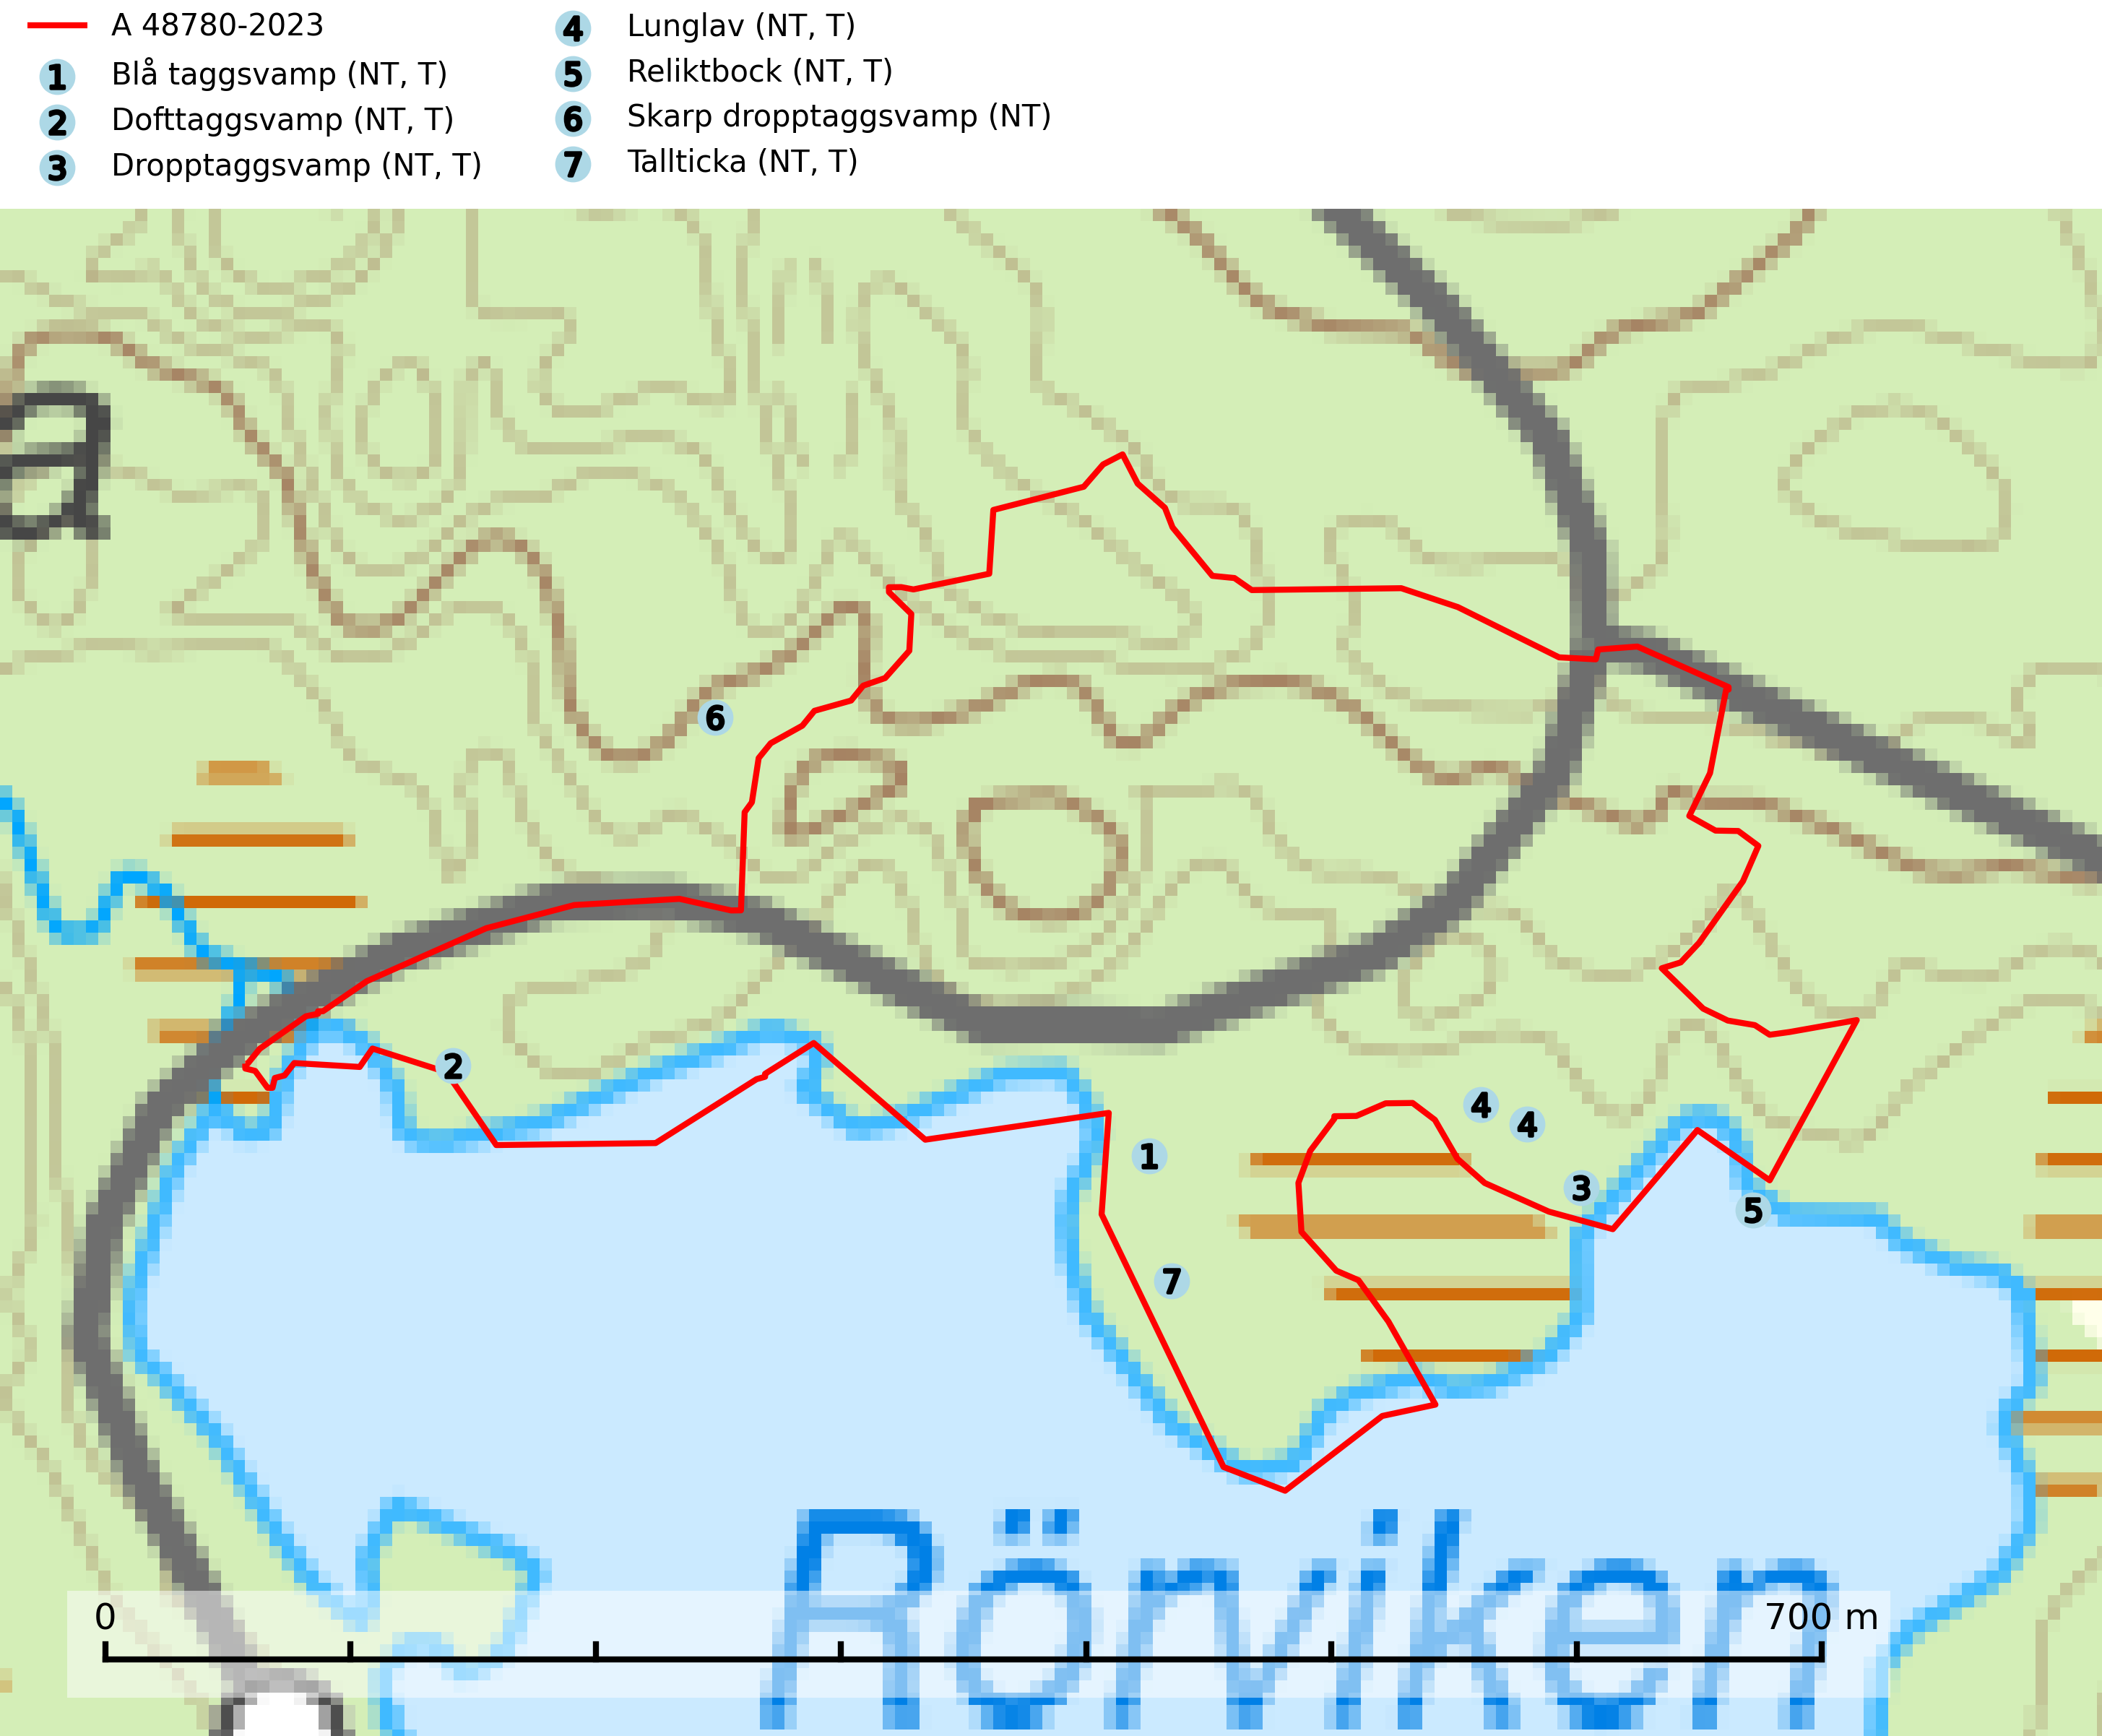 A 48780-2023
1 Blå taggsvamp (NT, T)
2 Dofttaggsvamp (NT, T)
3 Dropptaggsvamp (NT, T)
4 Lunglav (NT, T)
5 Reliktbock (NT, T)
6 Skarp dropptaggsvamp (NT)
7 Tallticka (NT, T)
a
6
2
4
4
1
3
5
7
Rönviken
0 700 m